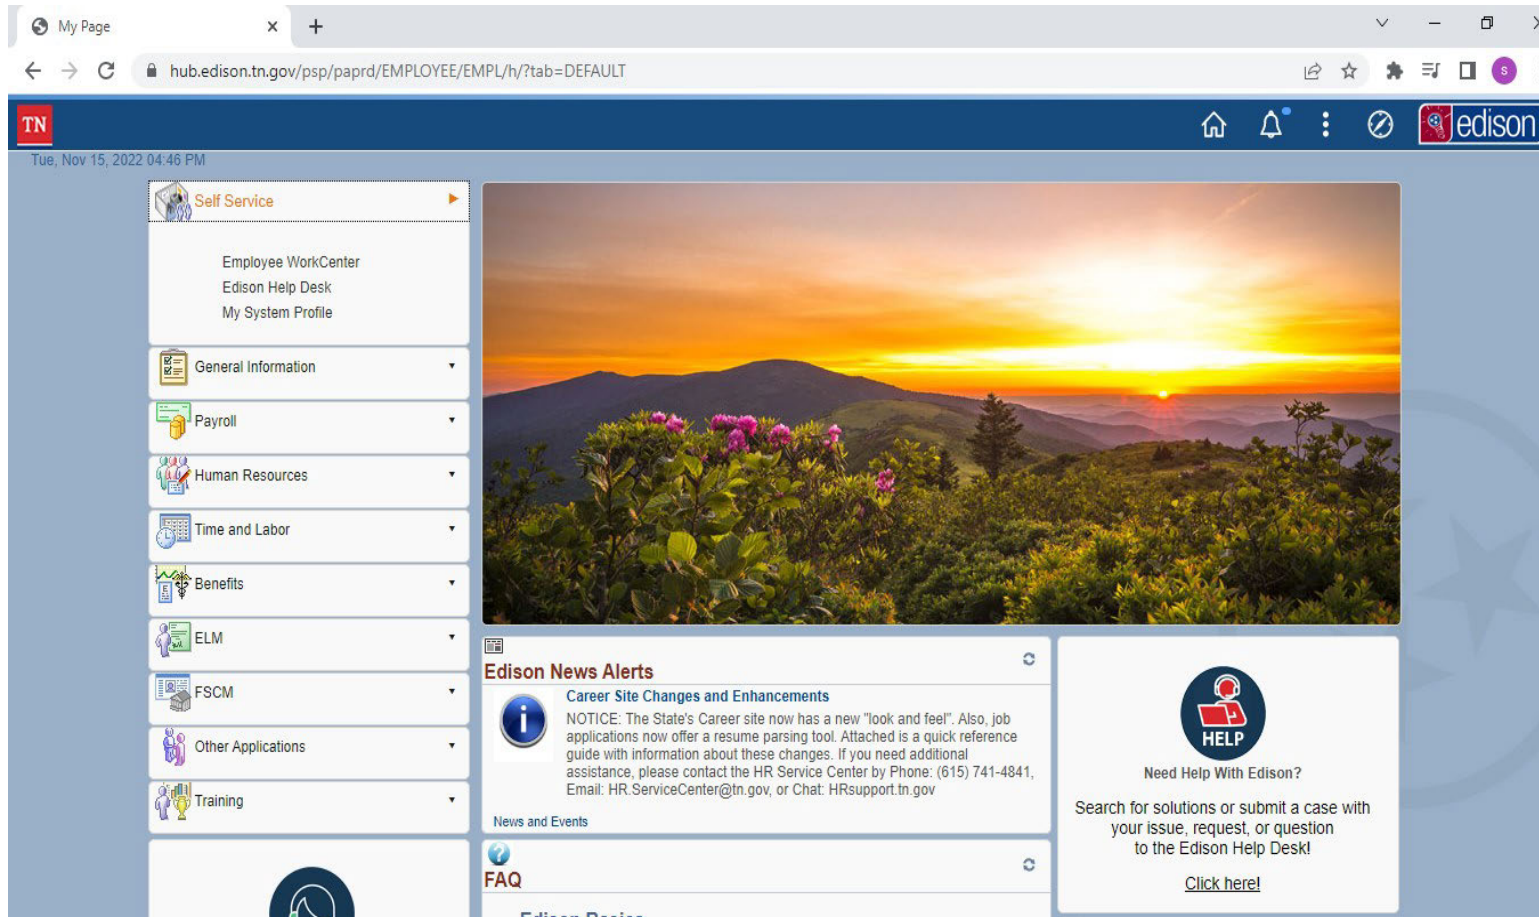 My Page
hub.edison.tn.gov/psp/paprd/EMPLOYEE/EMPL/h/?tab=DEFAULT
S
TN
edison
Tue, Nov 15, 2022 04:46 PM
Self Service
Employee WorkCenter
Edison Help Desk
My System Profile
General Information
Payroll
Human Resources
Time and Labor
Benefits
ELM
FSCM
Other Applications
Training
Edison News Alerts
Career Site Changes and Enhancements
NOTICE: The State's Career site now has a new "look and feel". Also, job
applications now offer a resume parsing tool. Attached is a quick reference
guide with information about these changes. If you need additional
assistance, please contact the HR Service Center by Phone: (615) 741-4841,
Email: HR.ServiceCenter@tn.gov, or Chat: HRsupport.tn.gov
News and Events
FAQ
Edison Basics
HELP
Need Help With Edison?
Search for solutions or submit a case with
your issue, request, or question
to the Edison Help Desk!
Click here!